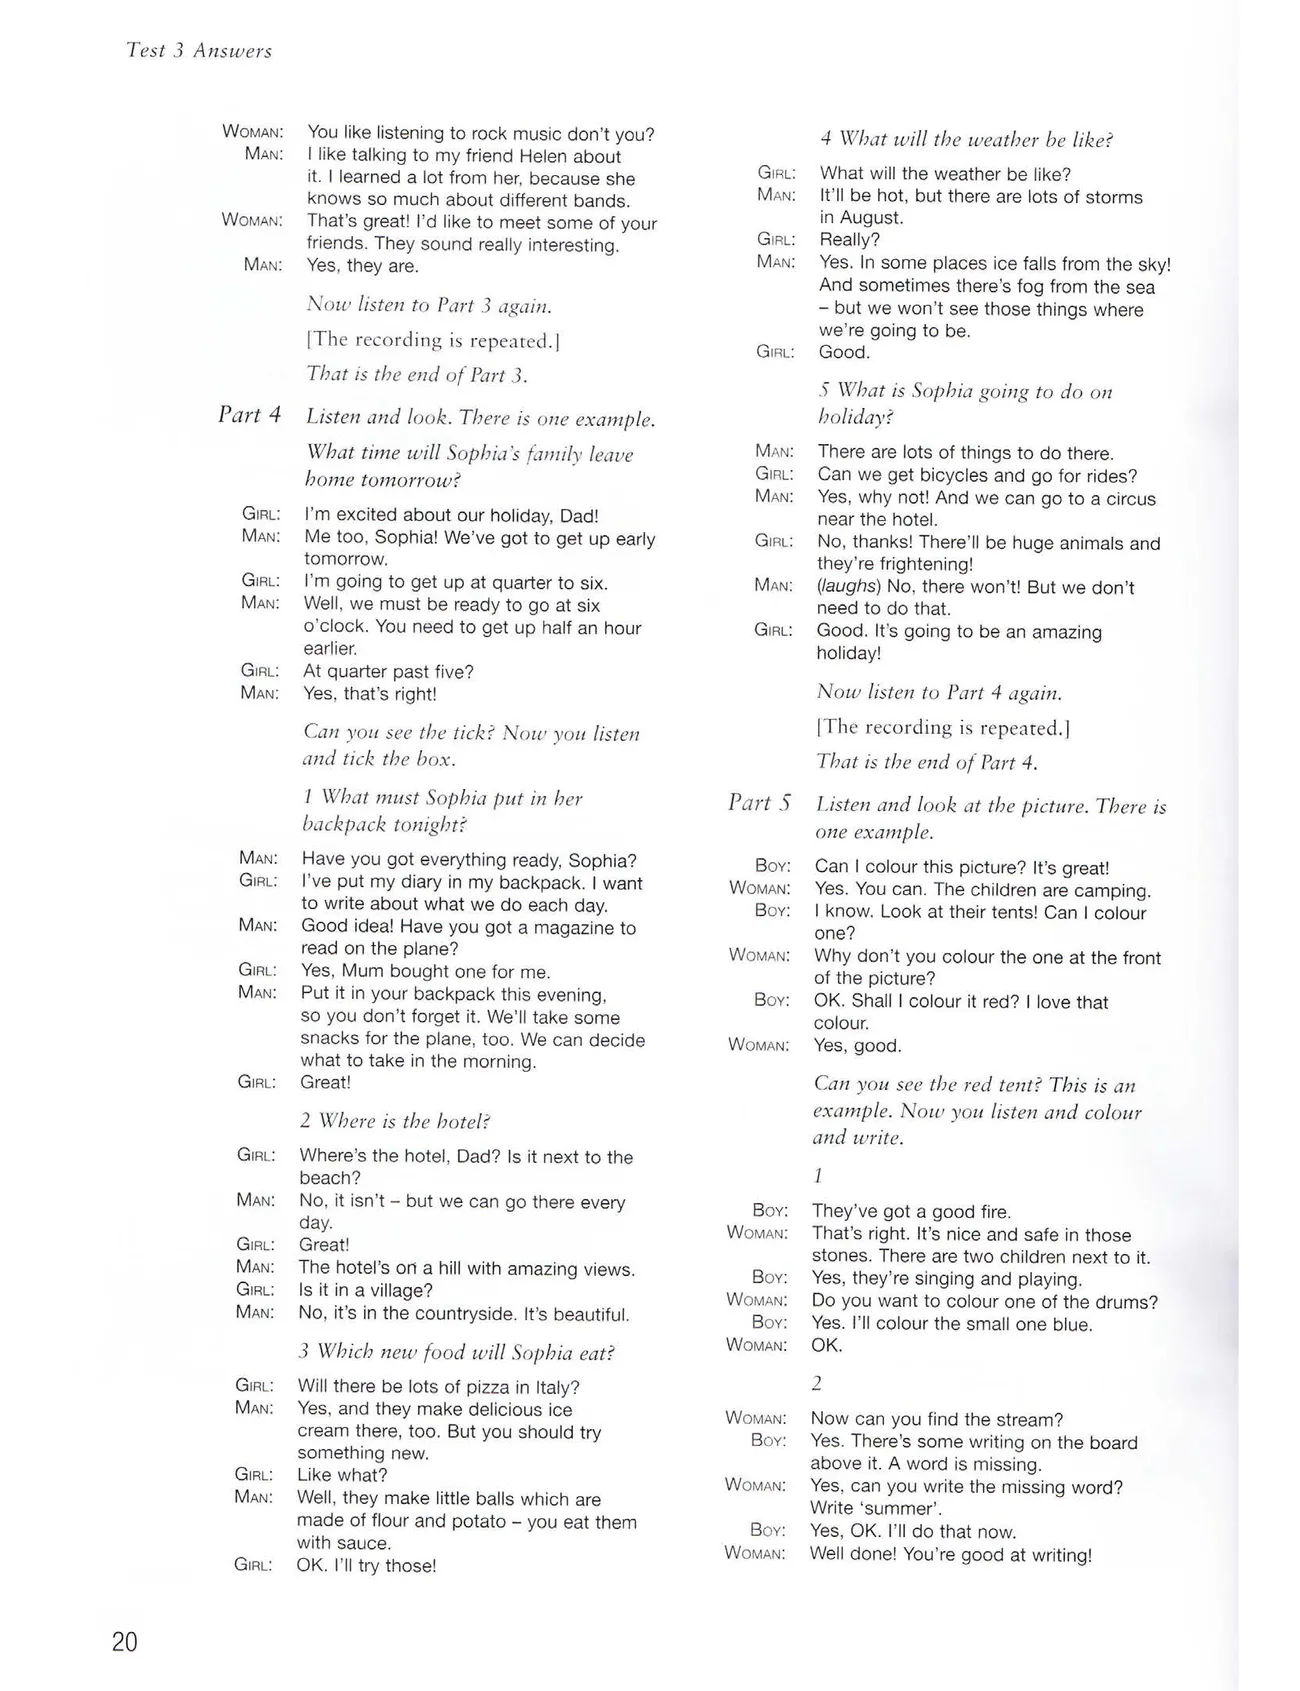 Test 3 Answers
WOMAN: You like listening to rock music don't you?
MAN: I like talking to my friend Helen about
it. I learned a lot from her, because she
knows so much about different bands.
WOMAN: That's great! I'd like to meet some of your
friends. They sound really interesting.
MAN: Yes, they are.
Now listen to Part 3 again.
[The recording is repeated.]
That is the end of Part 3.
Part 4 Listen and look. There is one example.
What time will Sophia's family leave
home tomorrow?
GIRL: I'm excited about our holiday, Dad!
MAN: Me too, Sophia! We've got to get up early
tomorrow.
GIRL: I'm going to get up at quarter to six.
MAN: Well, we must be ready to go at six
o'clock. You need to get up half an hour
earlier.
GIRL: At quarter past five?
MAN: Yes, that's right!
Can you see the tick? Now you listen
and tick the box.
1 What must Sophia put in her
backpack tonight?
MAN: Have you got everything ready, Sophia?
GIRL: I've put my diary in my backpack. I want
to write about what we do each day.
MAN: Good idea! Have you got a magazine to
read on the plane?
GIRL: Yes, Mum bought one for me.
MAN: Put it in your backpack this evening,
so you don't forget it. We'll take some
snacks for the plane, too. We can decide
what to take in the morning.
GIRL: Great!
2 Where is the hotel?
GIRL: Where's the hotel, Dad? Is it next to the
beach?
MAN: No, it isn't – but we can go there every
day.
GIRL: Great!
MAN: The hotel's on a hill with amazing views.
GIRL: Is it in a village?
MAN: No, it's in the countryside. It's beautiful.
3 Which new food will Sophia eat?
GIRL: Will there be lots of pizza in Italy?
MAN: Yes, and they make delicious ice
cream there, too. But you should try
something new.
GIRL: Like what?
MAN: Well, they make little balls which are
made of flour and potato – you eat them
with sauce.
GIRL: OK. I'll try those!
4 What will the weather be like?
GIRL: What will the weather be like?
MAN: It'll be hot, but there are lots of storms
in August.
GIRL: Really?
MAN: Yes. In some places ice falls from the sky!
And sometimes there's fog from the sea
– but we won't see those things where
we're going to be.
GIRL: Good.
5 What is Sophia going to do on
holiday?
MAN: There are lots of things to do there.
GIRL: Can we get bicycles and go for rides?
MAN: Yes, why not! And we can go to a circus
near the hotel.
GIRL: No, thanks! There'll be huge animals and
they're frightening!
MAN: (laughs) No, there won't! But we don't
need to do that.
GIRL: Good. It's going to be an amazing
holiday!
Now listen to Part 4 again.
[The recording is repeated.]
That is the end of Part 4.
Part 5 Listen and look at the picture. There is
one example.
BOY: Can I colour this picture? It's great!
WOMAN: Yes. You can. The children are camping.
BOY: I know. Look at their tents! Can I colour
one?
WOMAN: Why don't you colour the one at the front
of the picture?
BOY: OK. Shall I colour it red? I love that
colour.
WOMAN: Yes, good.
Can you see the red tent? This is an
example. Now you listen and colour
and write.
1
BOY: They've got a good fire.
WOMAN: That's right. It's nice and safe in those
stones. There are two children next to it.
BOY: Yes, they're singing and playing.
WOMAN: Do you want to colour one of the drums?
BOY: Yes. I'll colour the small one blue.
WOMAN: OK.
2
WOMAN: Now can you find the stream?
BOY: Yes. There's some writing on the board
above it. A word is missing.
WOMAN: Yes, can you write the missing word?
Write 'summer'.
BOY: Yes, OK. I'll do that now.
WOMAN: Well done! You're good at writing!
20